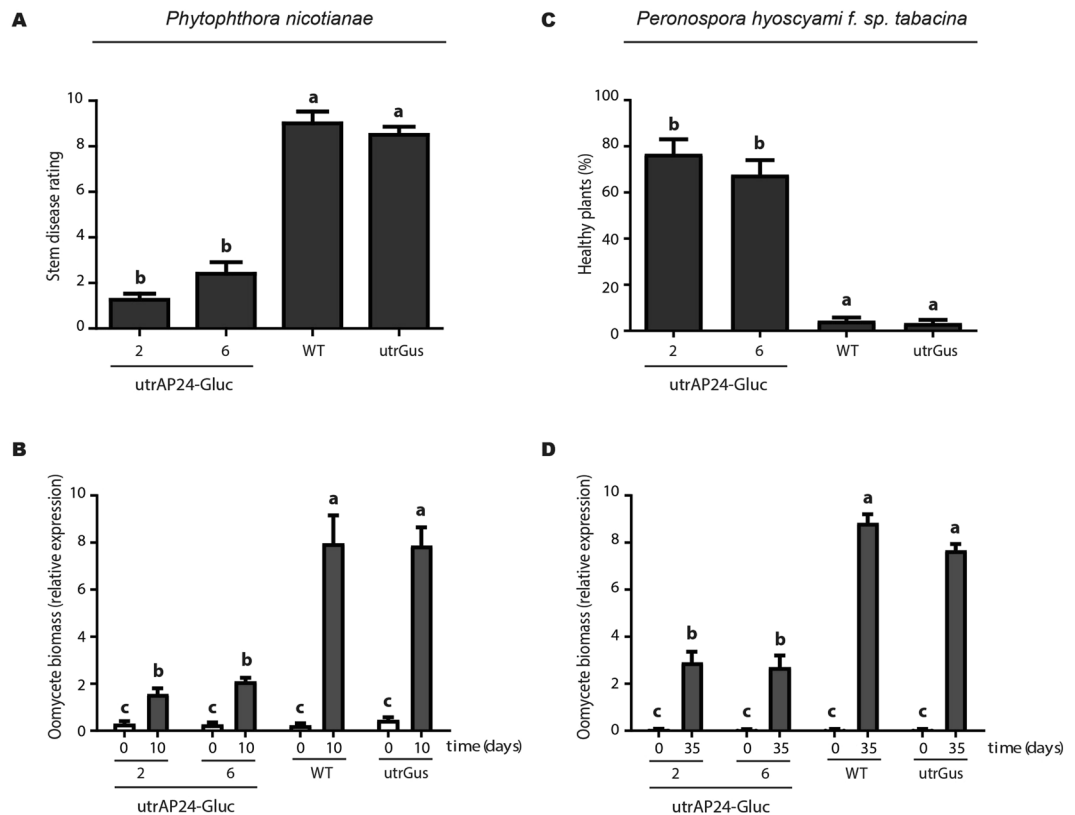 A
Phytophthora nicotianae
Stem disease rating
10
8
6
4
2
0
b
b
a
a
2
6
WT
utrGus
utrAP24-Gluc
C
Peronospora hyoscyami f. sp. tabacina
Healthy plants (%)
100
80
60
40
20
0
b
b
a
a
2
6
WT
utrGus
utrAP24-Gluc
B
Oomycete biomass (relative expression)
10
8
6
4
2
0
c
b
c
b
c
a
c
a
0 10 0 10 0 10 0 10 time (days)
2
6
WT
utrGus
utrAP24-Gluc
D
Oomycete biomass (relative expression)
10
8
6
4
2
0
c
b
c
b
c
a
c
a
0 35 0 35 0 35 0 35 time (days)
2
6
WT
utrGus
utrAP24-Gluc